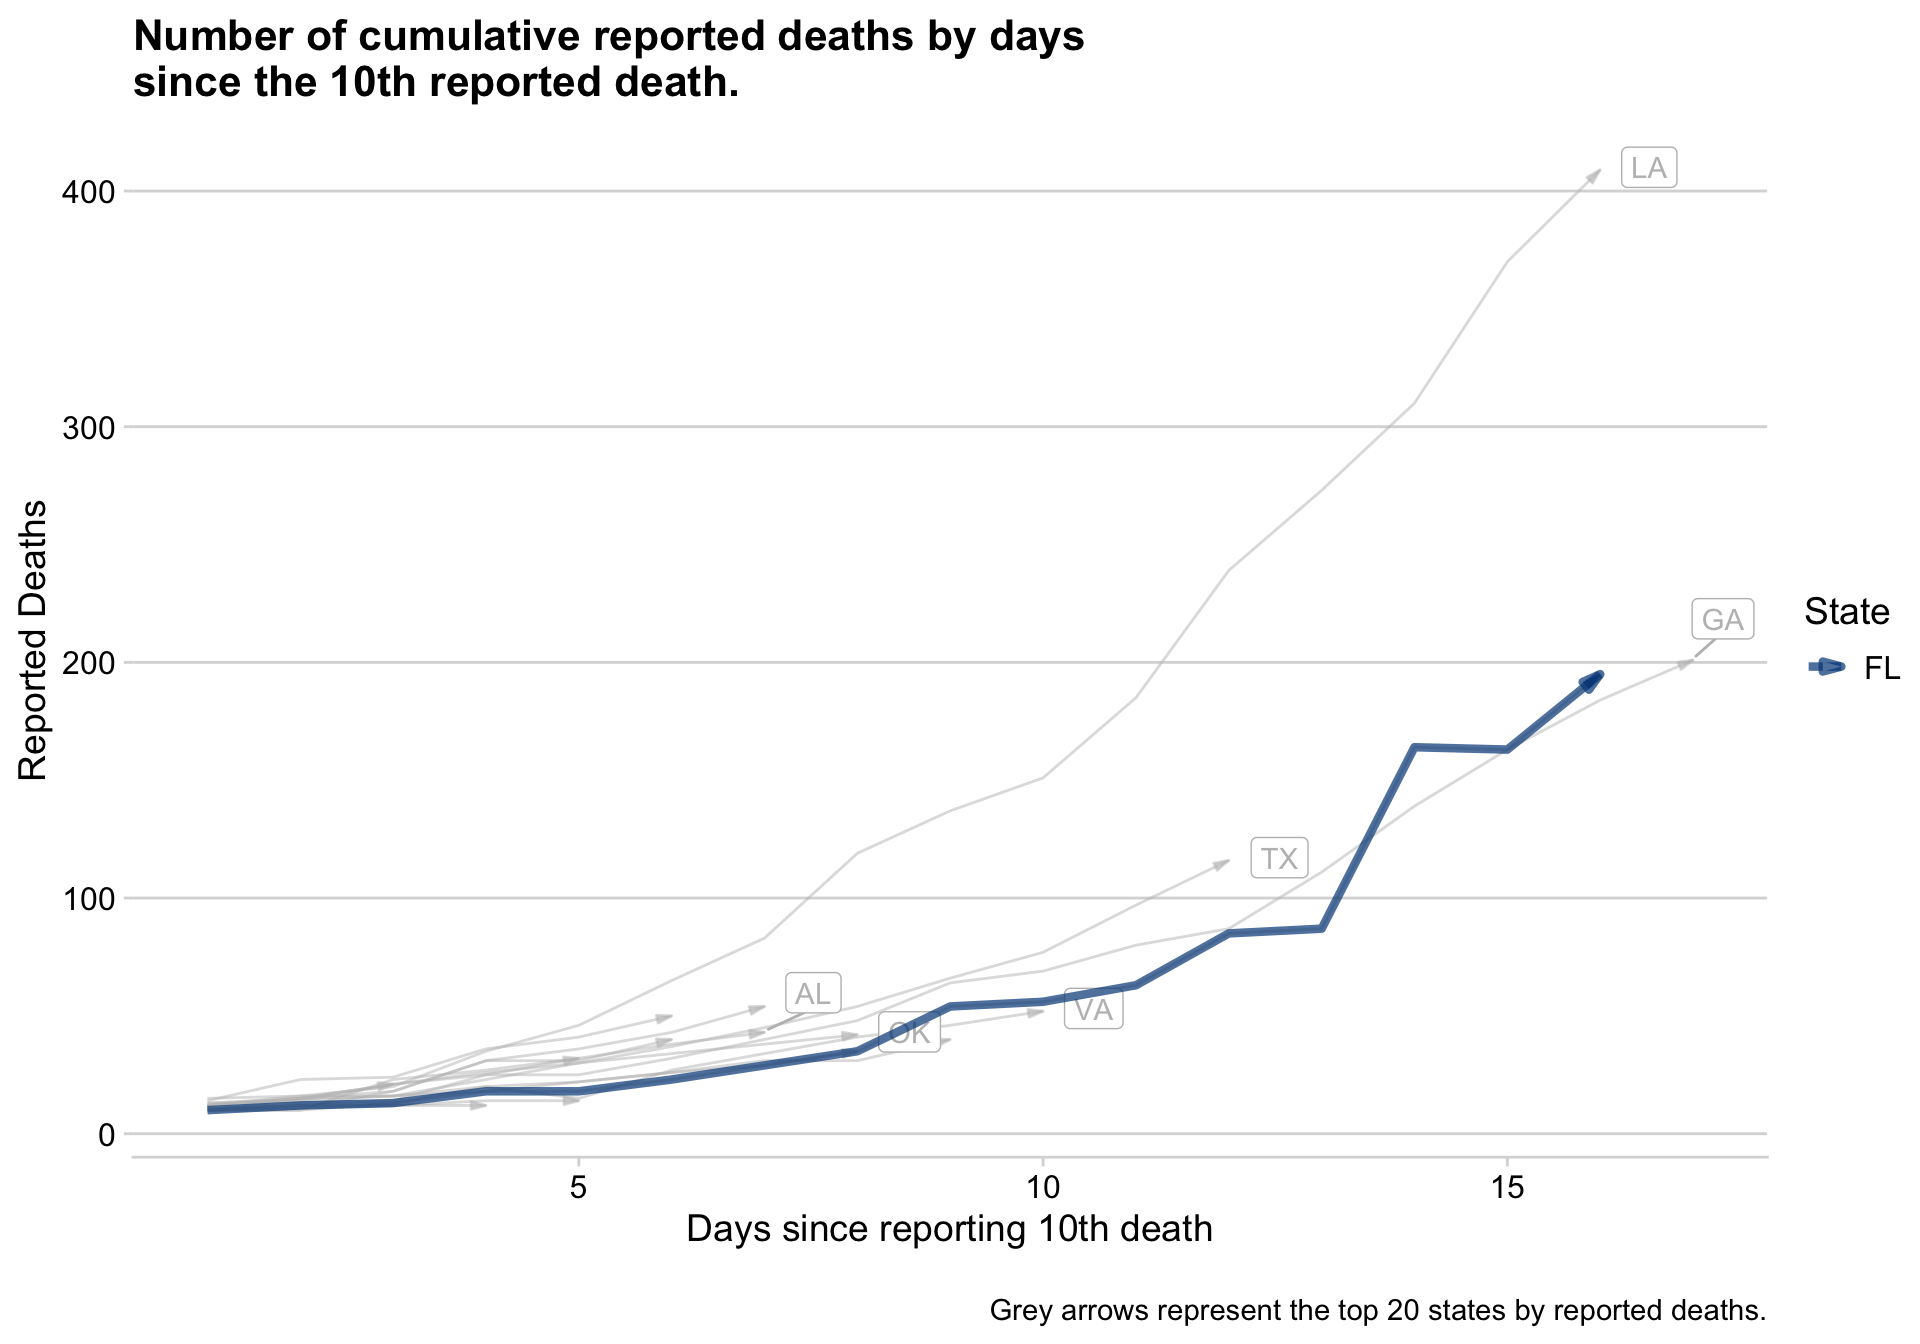 Number of cumulative reported deaths by days
since the 10th reported death.
LA
400
300
GA
200
State
FL
Reported Deaths
TX
100
AL
VA
OK
0
5
10
15
Days since reporting 10th death
Grey arrows represent the top 20 states by reported deaths.